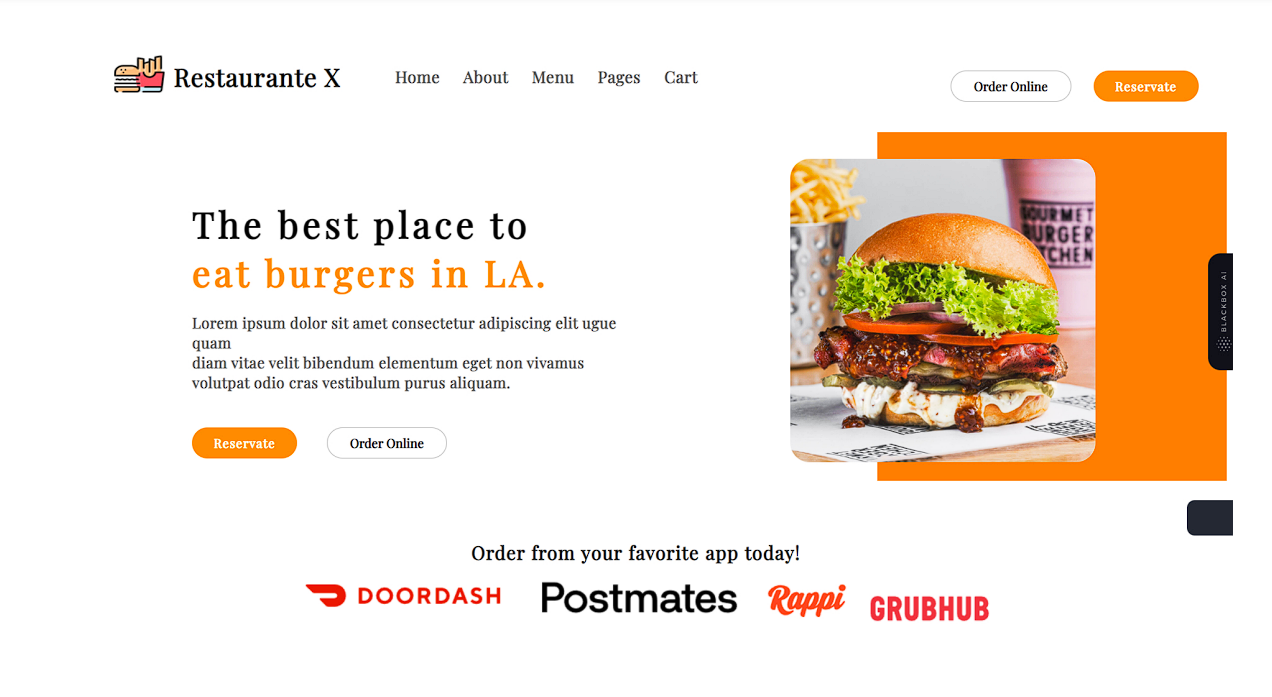 Restaurante X
Home About Menu Pages Cart
Order Online Reservate
The best place to
eat burgers in LA.
Lorem ipsum dolor sit amet consectetur adipiscing elit ugue
quam
diam vitae velit bibendum elementum eget non vivamus
volutpat odio cras vestibulum purus aliquam.
Reservate Order Online
GOURMET
BURGER
KITCHEN
BLACKBOX AI
Order from your favorite app today!
DOORDASH Postmates Rappi GRUBHUB